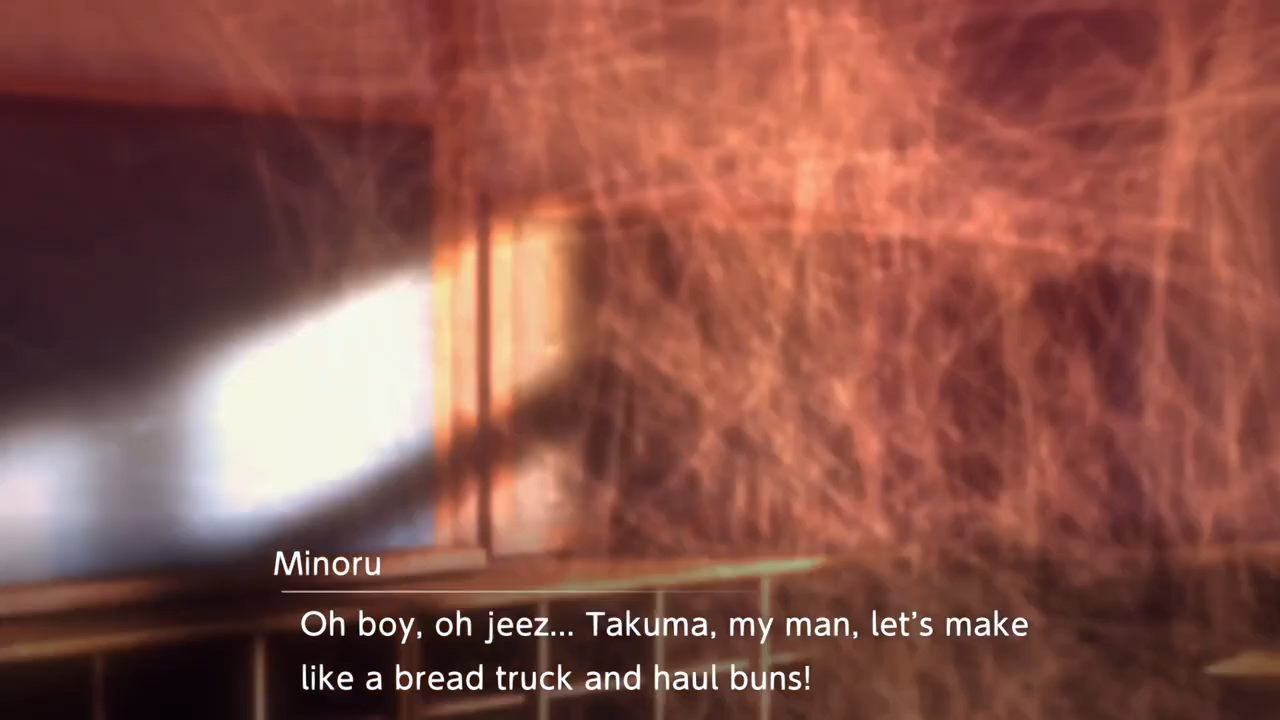 Minoru
Oh boy, oh jeez... Takuma, my man, let's make
like a bread truck and haul buns!